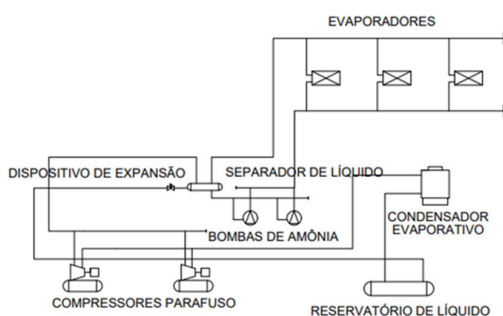 EVAPORADORES
DISPOSITIVO DE EXPANSÃO
SEPARADOR DE LÍQUIDO
BOMBAS DE AMÔNIA
CONDENSADOR
EVAPORATIVO
COMPRESSORES PARAFUSO
RESERVATÓRIO DE LÍQUIDO